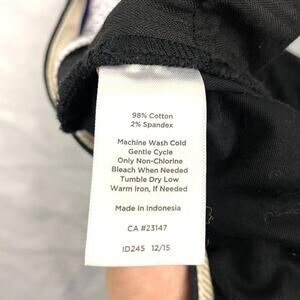 98% Cotton
2% Spandex
Machine Wash Cold
Gentle Cycle
Only Non-Chlorine
Bleach When Needed
Tumble Dry Low
Warm Iron, If Needed
Made in Indonesia
CA #23147
ID245 12/15